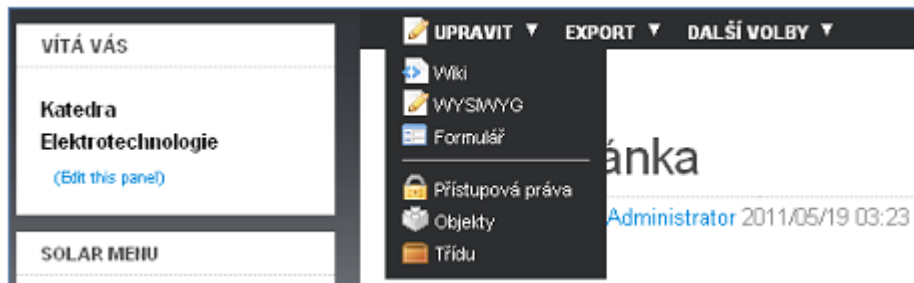 VÍTÁ VÁS
Katedra
Elektrotechnologie
(Edit this panel)
SOLAR MENU
UPRAVIT EXPORT DALŠÍ VOLBY
Wiki
WYSIWYG
Formulář
Přístupová práva
Objekty
Třídu
ánka
Administrator 2011/05/19 03:23